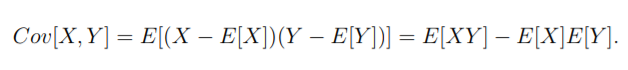 Cov[X, Y] = E[(X − E[X])(Y − E[Y])] = E[XY] − E[X]E[Y].